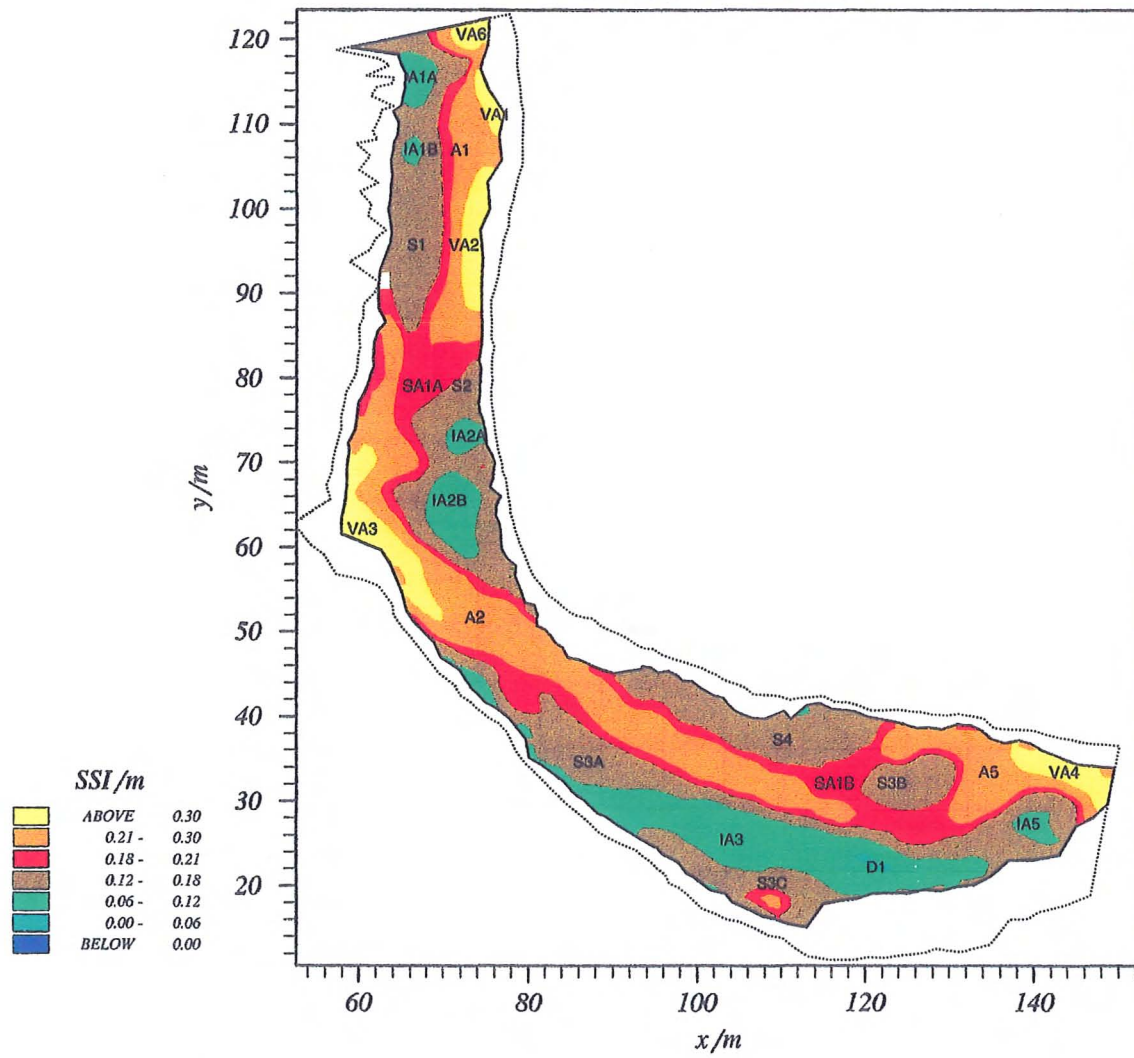 120
VA6
IA1A
110
VA1
IA1B
A1
100
S1
VA2
90
80
SA1A
S2
IA2A
70
IA2B
y/m
VA3
60
A2
50
40
S4
S3A
SA1B
S3B
A5
VA4
30
IA5
IA3
D1
S3C
20
SSI /m
ABOVE 0.30
0.21 - 0.30
0.18 - 0.21
0.12 - 0.18
0.06 - 0.12
0.00 - 0.06
BELOW 0.00
60
80
100
120
140
x/m